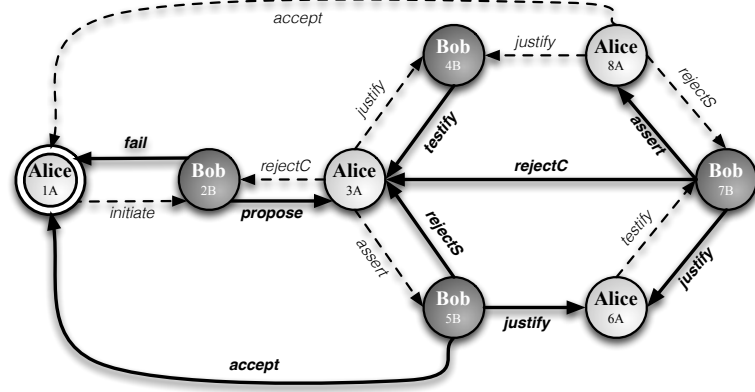 accept
Bob
4B
justify
Alice
8A
justify
rejectS
testify
assert
fail
Alice
1A
Bob
2B
rejectC
Alice
3A
rejectC
Bob
7B
initiate
propose
rejectS
testify
assert
justify
Bob
5B
justify
Alice
6A
accept